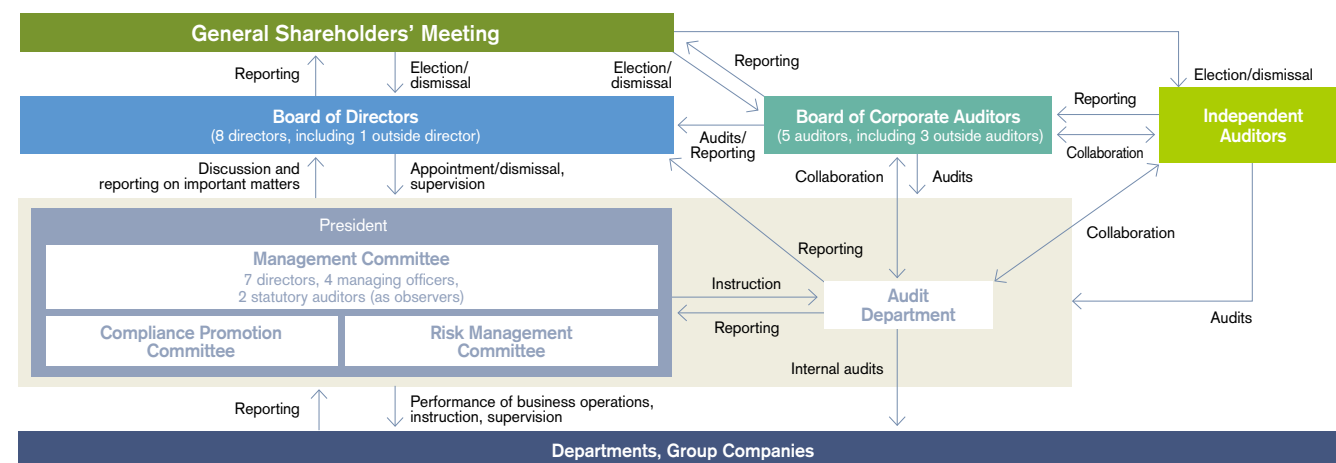 General Shareholders’ Meeting
Reporting
Election/
dismissal
Election/
dismissal
Reporting
Election/dismissal
Board of Directors
(8 directors, including 1 outside director)
Audits/
Reporting
Board of Corporate Auditors
(5 auditors, including 3 outside auditors)
Reporting
Collaboration
Independent
Auditors
Discussion and
reporting on important matters
Appointment/dismissal,
supervision
Collaboration
Audits
President
Management Committee
7 directors, 4 managing officers,
2 statutory auditors (as observers)
Compliance Promotion
Committee
Risk Management
Committee
Reporting
Collaboration
Instruction
Reporting
Audit
Department
Audits
Internal audits
Reporting
Performance of business operations,
instruction, supervision
Departments, Group Companies